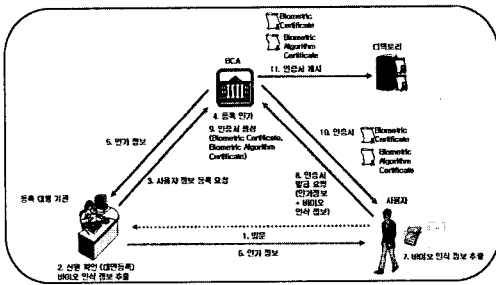 Biometric
Certificate
Biometric
Algorithm
Certificate
BCA
디렉토리
11. 인증서 게시
4. 등록 인가
9. 인증서 생성
(Biometric Certificate,
Biometric Algorithm
Certificate)
10. 인증서
Biometric
Certificate
Biometric
Algorithm
Certificate
5. 인가 정보
3. 사용자 정보 등록 요청
8. 인증서
발급 요청
(인가정보
+ 바이오
인식 정보)
등록 대행 기관
사용자
1. 방문
6. 인가 정보
2. 신원 확인 (대면등록)
바이오 인식 정보 추출
7. 바이오 인식 정보 추출